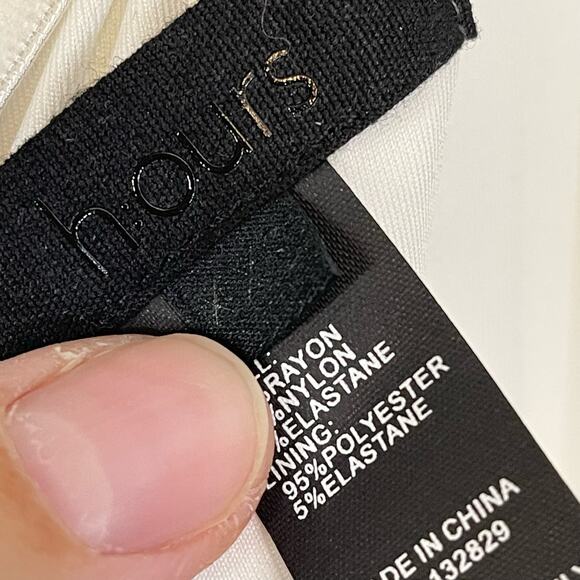 h:ours
L:
RAYON
%NYLON
%ELASTANE
LINING:
95%POLYESTER
5%ELASTANE
DE IN CHINA
132829